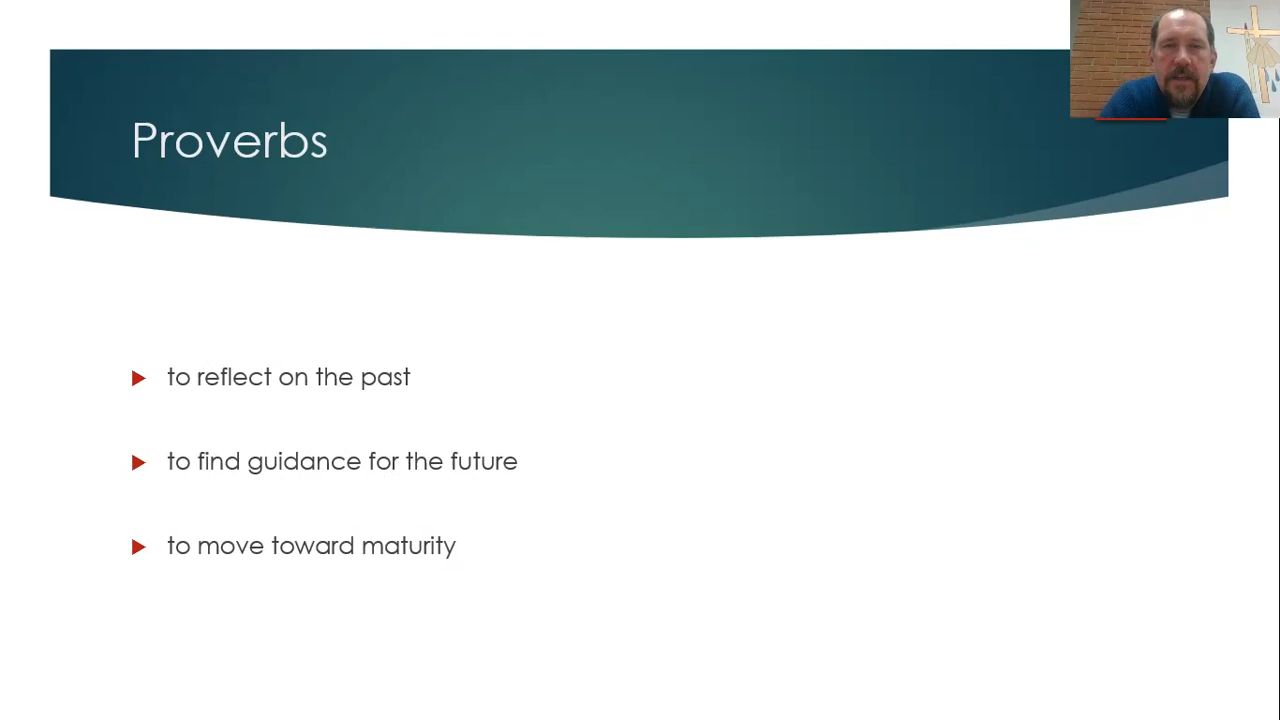 Proverbs
to reflect on the past
to find guidance for the future
to move toward maturity